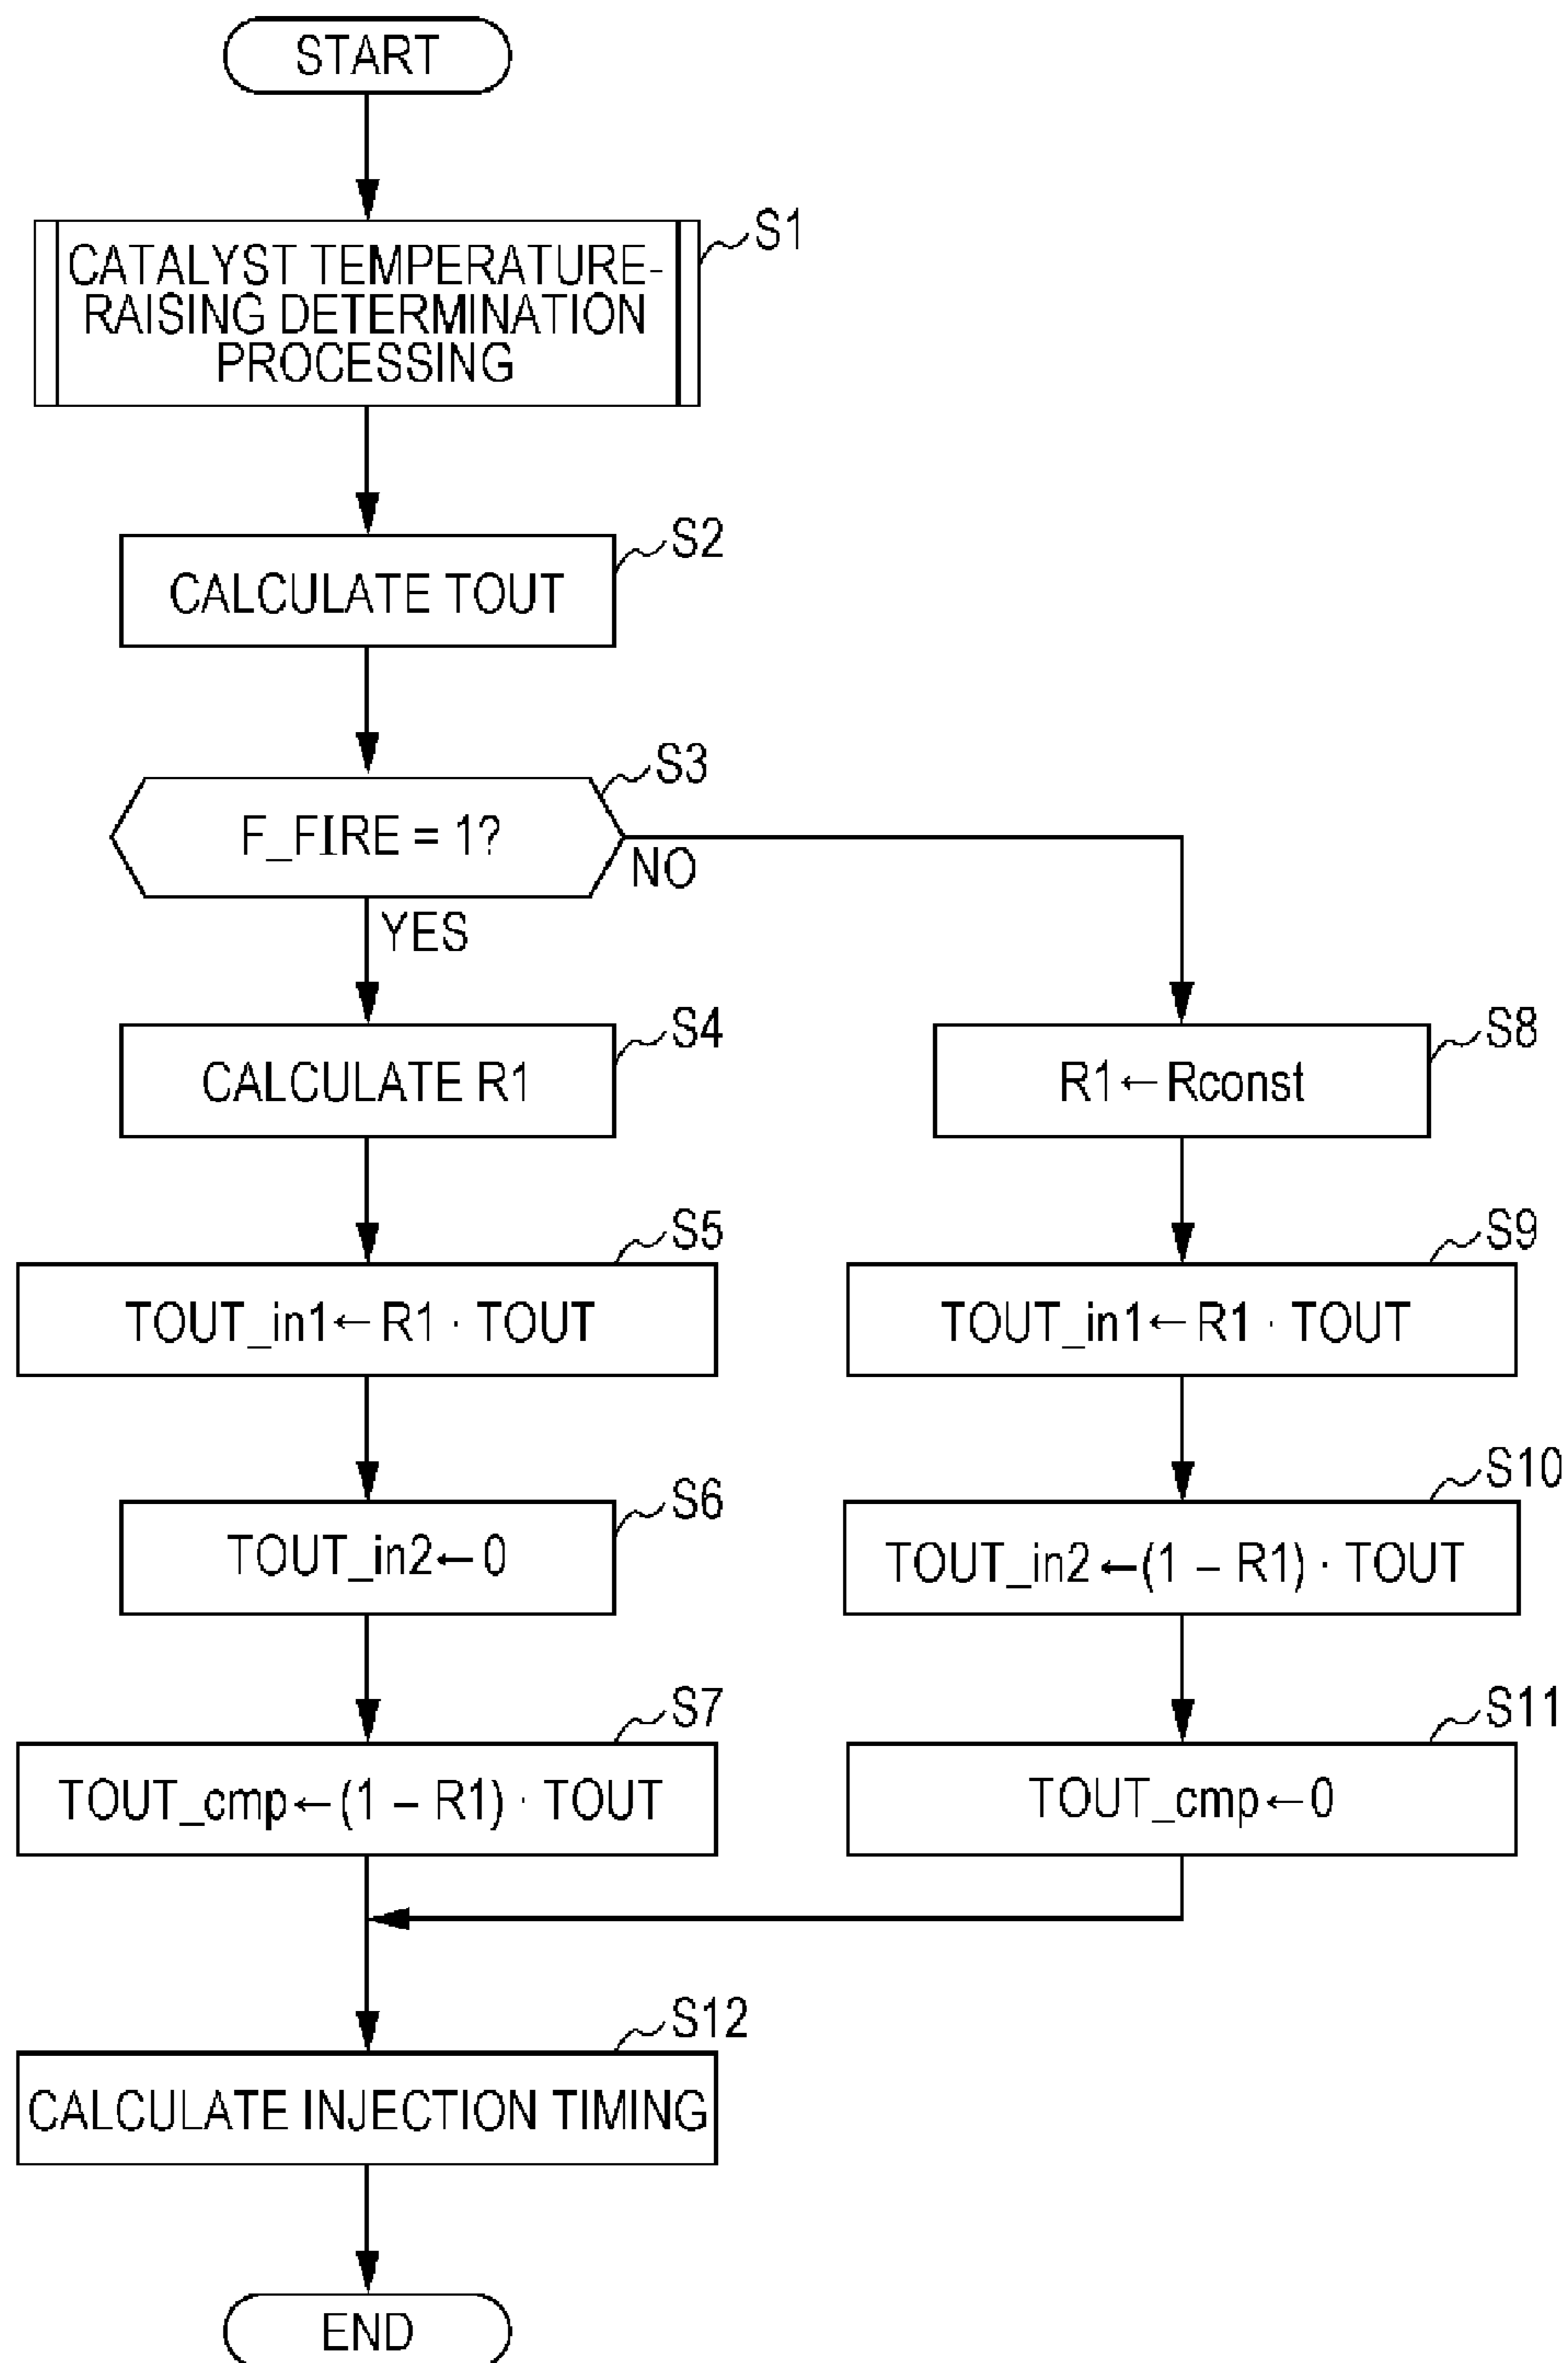 START
S1
CATALYST TEMPERATURE-
RAISING DETERMINATION
PROCESSING
S2
CALCULATE TOUT
S3
F_FIRE = 1?
NO
YES
S4
CALCULATE R1
S5
TOUT_in1←R1 · TOUT
S6
TOUT_in2←0
S7
TOUT_cmp←(1 – R1) · TOUT
S8
R1←Rconst
S9
TOUT_in1←R1 · TOUT
S10
TOUT_in2←(1 – R1) · TOUT
S11
TOUT_cmp←0
S12
CALCULATE INJECTION TIMING
END